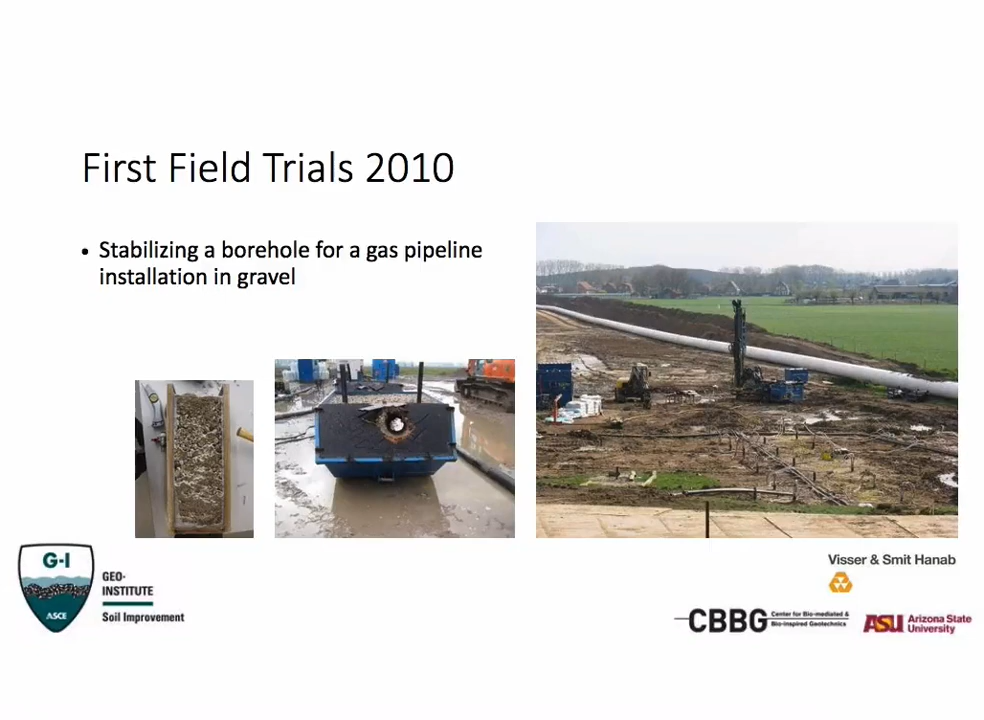 First Field Trials 2010
• Stabilizing a borehole for a gas pipeline
installation in gravel
G-I
ASCE
GEO-
INSTITUTE
Soil Improvement
Visser & Smit Hanab
CBBG
Center for Bio-mediated &
Bio-inspired Geotechnics
ASU Arizona State
University